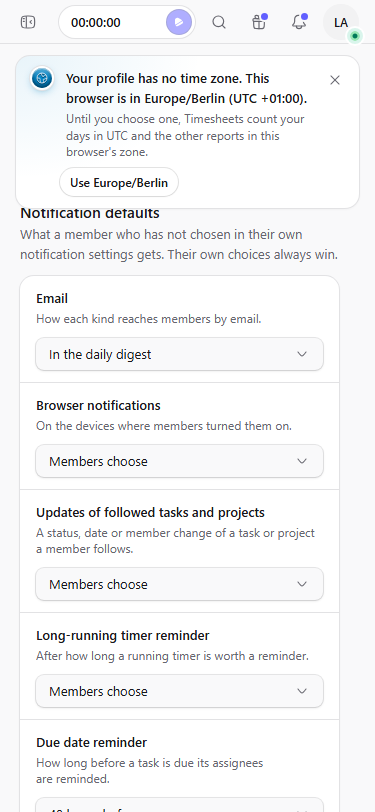 00:00:00
LA
Your profile has no time zone. This
browser is in Europe/Berlin (UTC +01:00).
Until you choose one, Timesheets count your
days in UTC and the other reports in this
browser's zone.
Use Europe/Berlin
Notification defaults
What a member who has not chosen in their own
notification settings gets. Their own choices always win.
Email
How each kind reaches members by email.
In the daily digest
Browser notifications
On the devices where members turned them on.
Members choose
Updates of followed tasks and projects
A status, date or member change of a task or project
a member follows.
Members choose
Long-running timer reminder
After how long a running timer is worth a reminder.
Members choose
Due date reminder
How long before a task is due its assignees
are reminded.